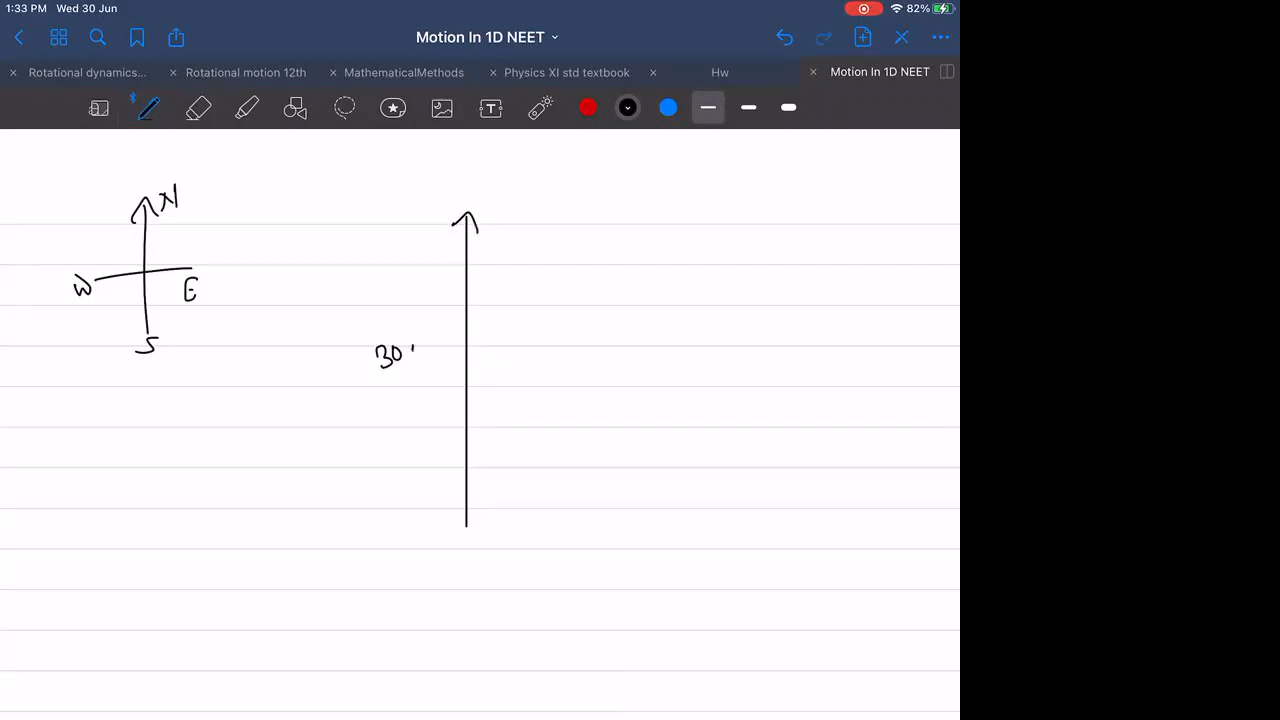 1:33 PM Wed 30 Jun 82%
Motion In 1D NEET
Rotational dynamics... Rotational motion 12th MathematicalMethods Physics XI std textbook Hw Motion In 1D NEET
T
N
W E
S
30